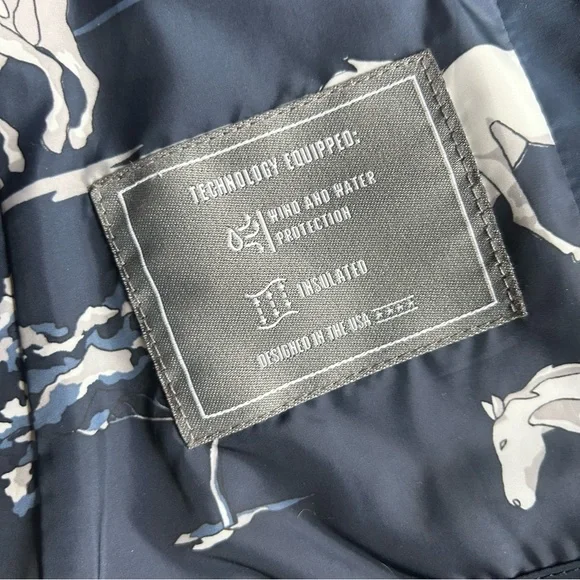 TECHNOLOGY EQUIPPED:
WIND AND WATER
PROTECTION
INSULATED
DESIGNED IN THE USA